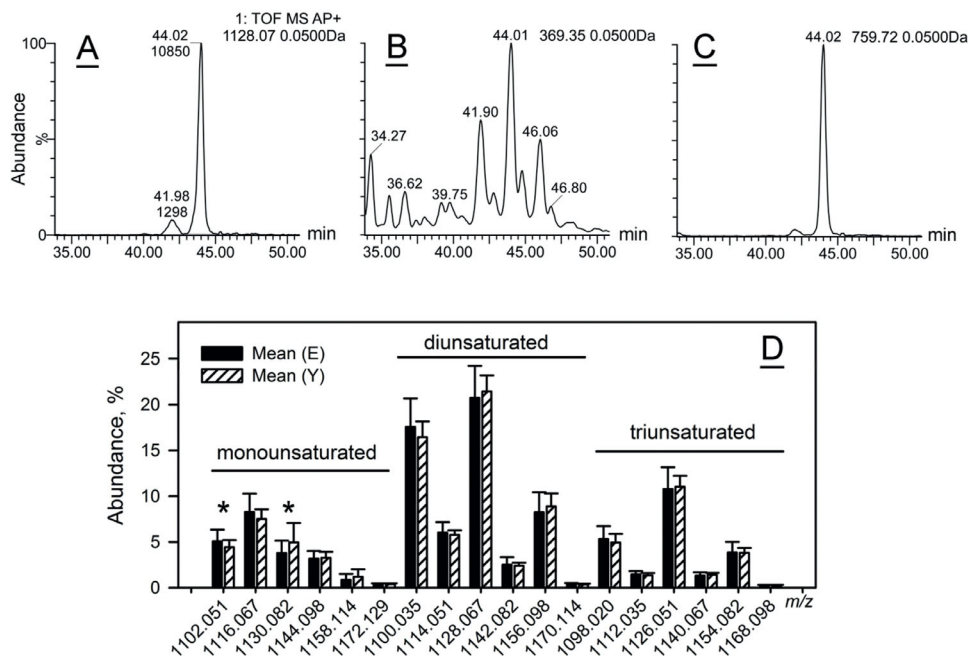 1: TOF MS AP+
A 44.02 1128.07 0.0500Da
10850
B 44.01 369.35 0.0500Da
C 44.02 759.72 0.0500Da
100
Abundance
%
0
41.98
1298
34.27
36.62
39.75
41.90
46.06
46.80
35.00 40.00 45.00 50.00 min
35.00 40.00 45.00 50.00 min
35.00 40.00 45.00 50.00
D
Mean (E)
Mean (Y)
monounsaturated
diunsaturated
triunsaturated
* *
Abundance, %
25
20
15
10
5
0
1102.051
1116.067
1130.082
1144.098
1158.114
1172.129
1100.035
1114.051
1128.067
1142.082
1156.098
1170.114
1098.020
1112.035
1126.051
1140.067
1154.082
1168.098
m/z